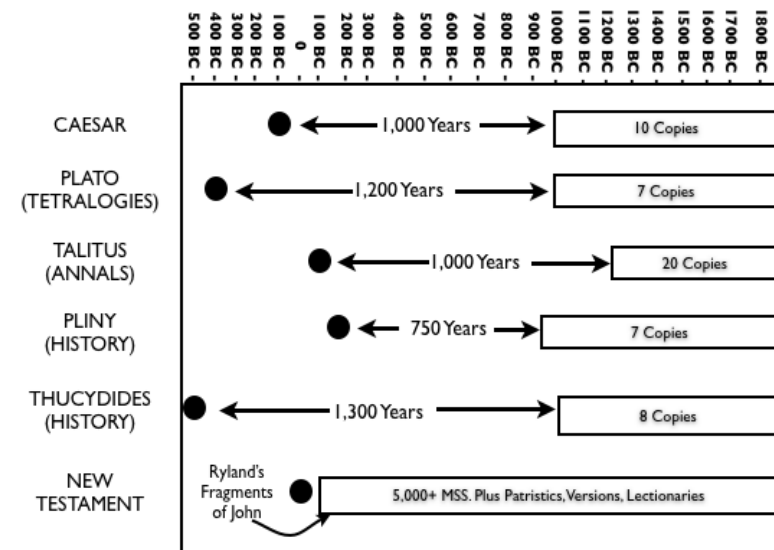 500 BC -
400 BC -
300 BC -
200 BC -
100 BC -
0 -
100 BC -
200 BC -
300 BC -
400 BC -
500 BC -
600 BC -
700 BC -
800 BC -
900 BC -
1000 BC -
1100 BC -
1200 BC -
1300 BC -
1400 BC -
1500 BC -
1600 BC -
1700 BC -
1800 BC -
CAESAR
1,000 Years
10 Copies
PLATO
(TETRALOGIES)
1,200 Years
7 Copies
TALITUS
(ANNALS)
1,000 Years
20 Copies
PLINY
(HISTORY)
750 Years
7 Copies
THUCYDIDES
(HISTORY)
1,300 Years
8 Copies
NEW
TESTAMENT
Ryland's
Fragments
of John
5,000+ MSS. Plus Patristics, Versions, Lectionaries